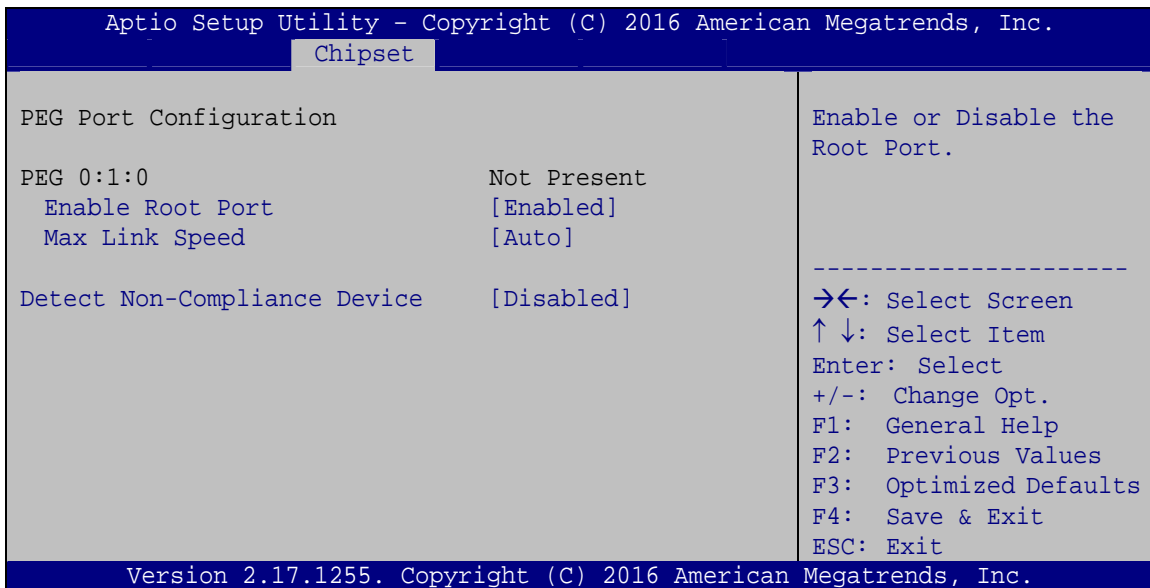 Aptio Setup Utility – Copyright (C) 2016 American Megatrends, Inc.
Chipset
PEG Port Configuration
PEG 0:1:0 Not Present
Enable Root Port [Enabled]
Max Link Speed [Auto]
Detect Non-Compliance Device [Disabled]
Enable or Disable the
Root Port.
----------------------
→←: Select Screen
↑ ↓: Select Item
Enter: Select
+/-: Change Opt.
F1: General Help
F2: Previous Values
F3: Optimized Defaults
F4: Save & Exit
ESC: Exit
Version 2.17.1255. Copyright (C) 2016 American Megatrends, Inc.